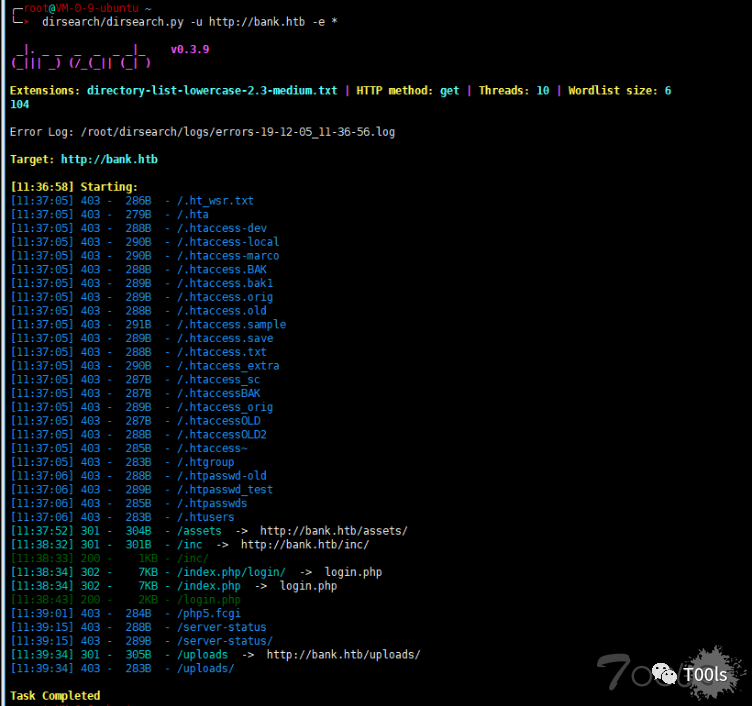 root@VM-0-9-ubuntu ~
dirsearch/dirsearch.py -u http://bank.htb -e *
v0.3.9
Extensions: directory-list-lowercase-2.3-medium.txt | HTTP method: get | Threads: 10 | Wordlist size: 6
104
Error Log: /root/dirsearch/logs/errors-19-12-05_11-36-56.log
Target: http://bank.htb
[11:36:58] Starting:
[11:37:05] 403 - 286B - /.ht_wsr.txt
[11:37:05] 403 - 279B - /.hta
[11:37:05] 403 - 288B - /.htaccess-dev
[11:37:05] 403 - 290B - /.htaccess-local
[11:37:05] 403 - 290B - /.htaccess-marco
[11:37:05] 403 - 288B - /.htaccess.BAK
[11:37:05] 403 - 289B - /.htaccess.bak1
[11:37:05] 403 - 289B - /.htaccess.orig
[11:37:05] 403 - 288B - /.htaccess.old
[11:37:05] 403 - 291B - /.htaccess.sample
[11:37:05] 403 - 289B - /.htaccess.save
[11:37:05] 403 - 288B - /.htaccess.txt
[11:37:05] 403 - 290B - /.htaccess_extra
[11:37:05] 403 - 287B - /.htaccess_sc
[11:37:05] 403 - 287B - /.htaccessBAK
[11:37:05] 403 - 289B - /.htaccess_orig
[11:37:05] 403 - 287B - /.htaccessOLD
[11:37:05] 403 - 288B - /.htaccessOLD2
[11:37:05] 403 - 285B - /.htaccess~
[11:37:05] 403 - 283B - /.htgroup
[11:37:06] 403 - 288B - /.htpasswd-old
[11:37:06] 403 - 289B - /.htpasswd_test
[11:37:06] 403 - 285B - /.htpasswds
[11:37:06] 403 - 283B - /.htusers
[11:37:52] 301 - 304B - /assets -> http://bank.htb/assets/
[11:38:32] 301 - 301B - /inc -> http://bank.htb/inc/
[11:38:33] 200 - 1KB - /inc/
[11:38:34] 302 - 7KB - /index.php/login/ -> login.php
[11:38:34] 302 - 7KB - /index.php -> login.php
[11:38:43] 200 - 2KB - /login.php
[11:39:01] 403 - 284B - /php5.fcgi
[11:39:15] 403 - 288B - /server-status
[11:39:15] 403 - 289B - /server-status/
[11:39:34] 301 - 305B - /uploads -> http://bank.htb/uploads/
[11:39:34] 403 - 283B - /uploads/
T00ls
Task Completed